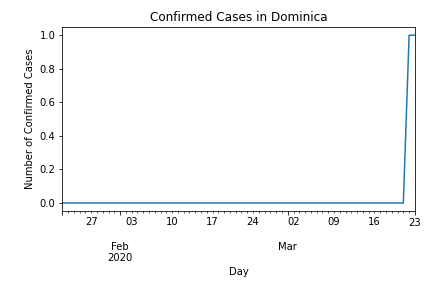 Confirmed Cases in Dominica
Number of Confirmed Cases
1.0
0.8
0.6
0.4
0.2
0.0
27 03 10 17 24 02 09 16 23
Feb Mar
2020
Day